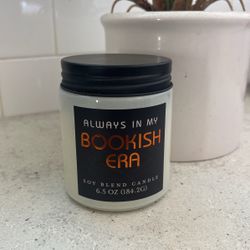 ALWAYS IN MY
BOOKISH
ERA
SOY BLEND CANDLE
6.5 OZ (184.2G)